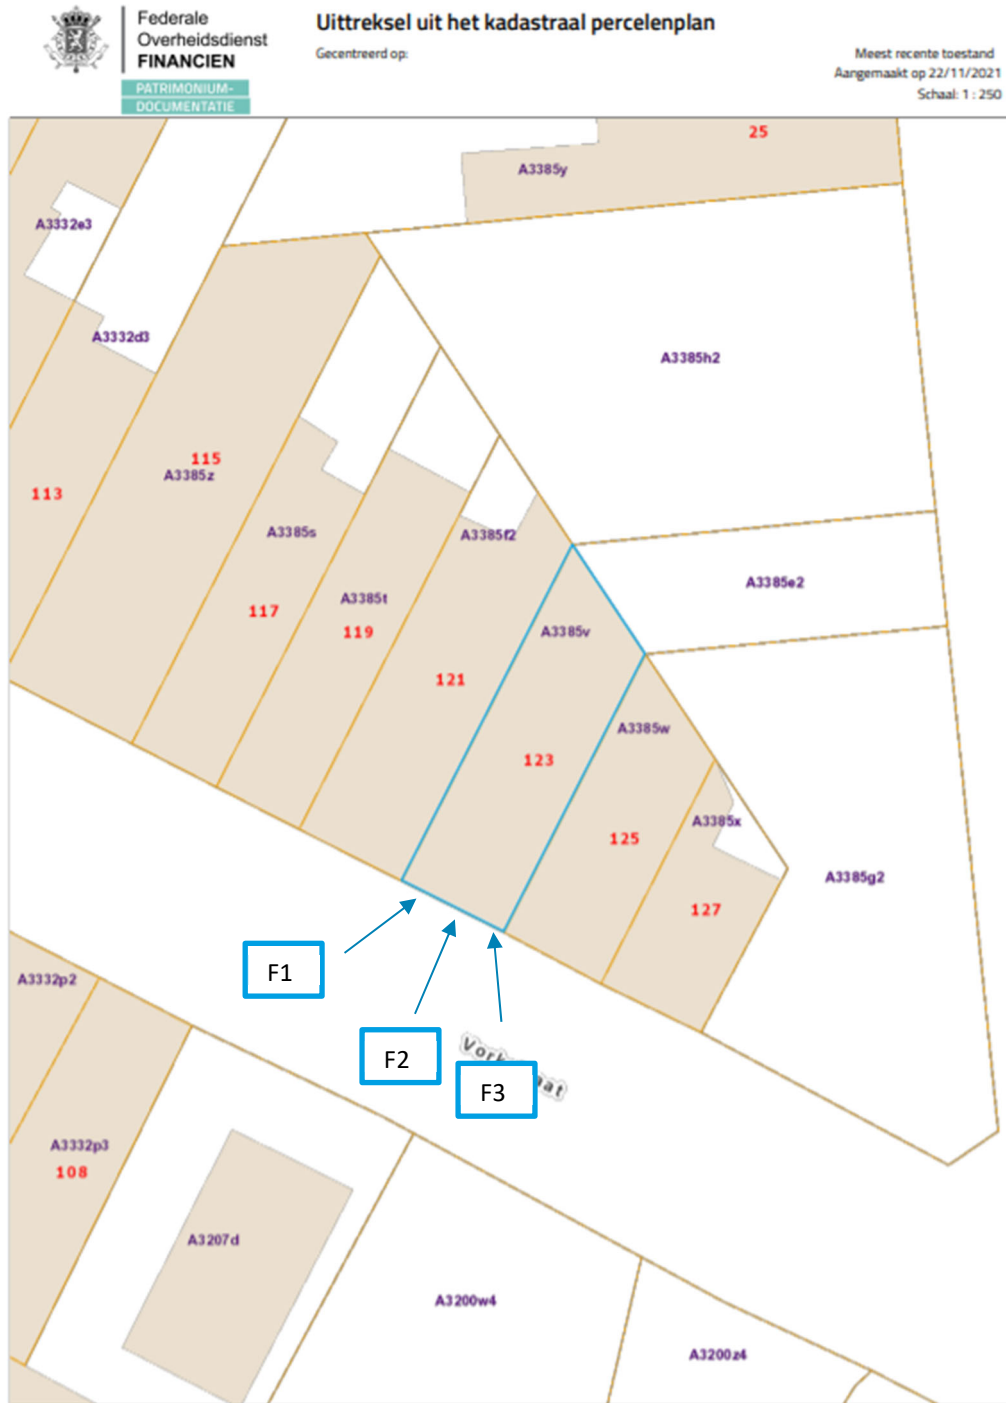 Federale
Overheidsdienst
FINANCIEN
PATRIMONIUM-
DOCUMENTATIE
Uittreksel uit het kadastraal percelenplan
Gecentreerd op:
Meest recente toestand
Aangemaakt op 22/11/2021
Schaal: 1 : 250
25
A3385y
A3332e3
A3332d3
A3385h2
115
A3385z
113
A3385s
A3385f2
A3385e2
A3385t
117
119
A3385v
121
A3385w
123
A3385x
125
A3385g2
127
F1
A3332p2
F2
F3
A3332p3
108
A3207d
A3200w4
A3200z4